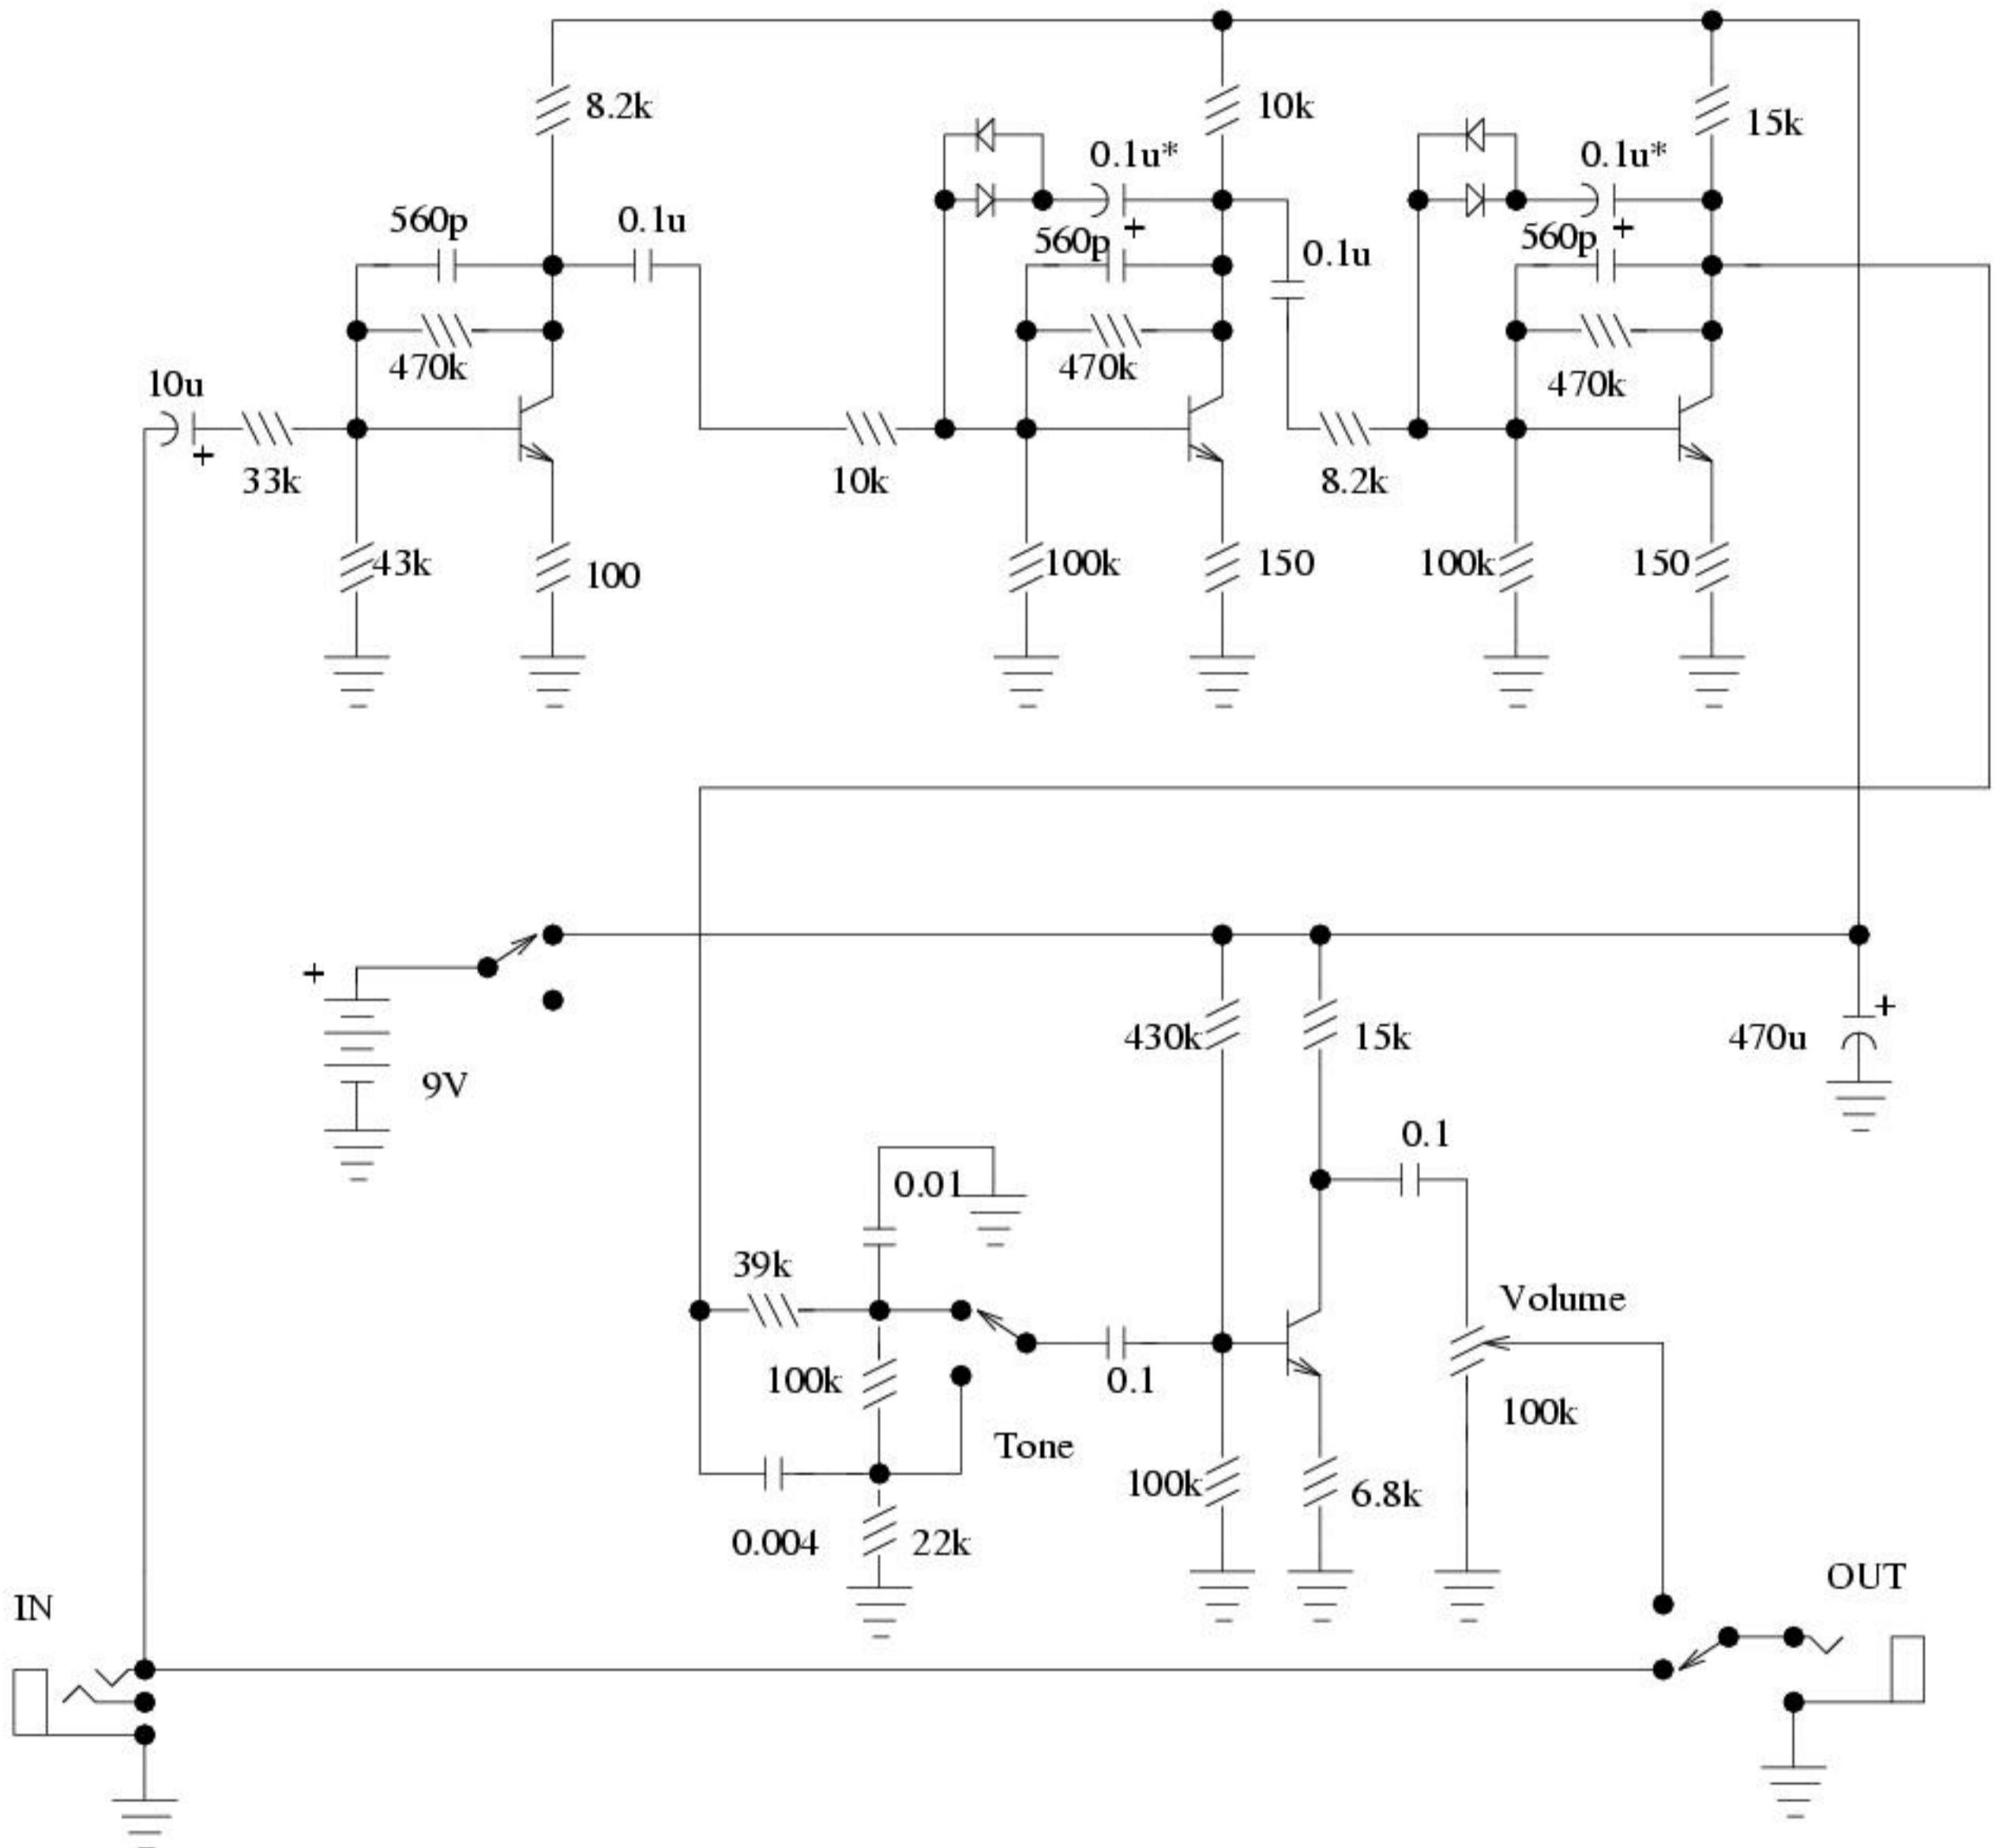 8.2k
10k
15k
0.1u*
0.1u*
560p
0.1u
560p
+
560p
+
0.1u
470k
470k
470k
10u
+
33k
10k
8.2k
43k
100
100k
150
100k
150
+
9V
430k
15k
470u
+
0.1
0.01
39k
Volume
100k
0.1
100k
Tone
100k
6.8k
0.004
22k
IN
OUT